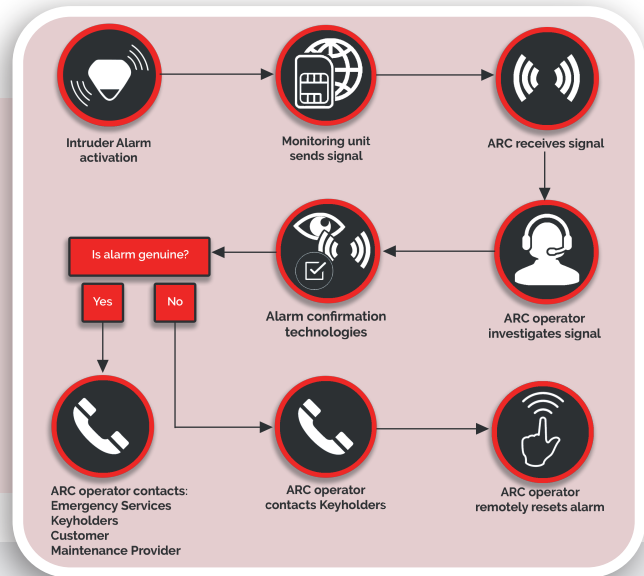 Intruder Alarm
activation
Monitoring unit
sends signal
ARC receives signal
Is alarm genuine?
Yes
No
Alarm confirmation
technologies
ARC operator
investigates signal
ARC operator contacts:
Emergency Services
Keyholders
Customer
Maintenance Provider
ARC operator
contacts Keyholders
ARC operator
remotely resets alarm